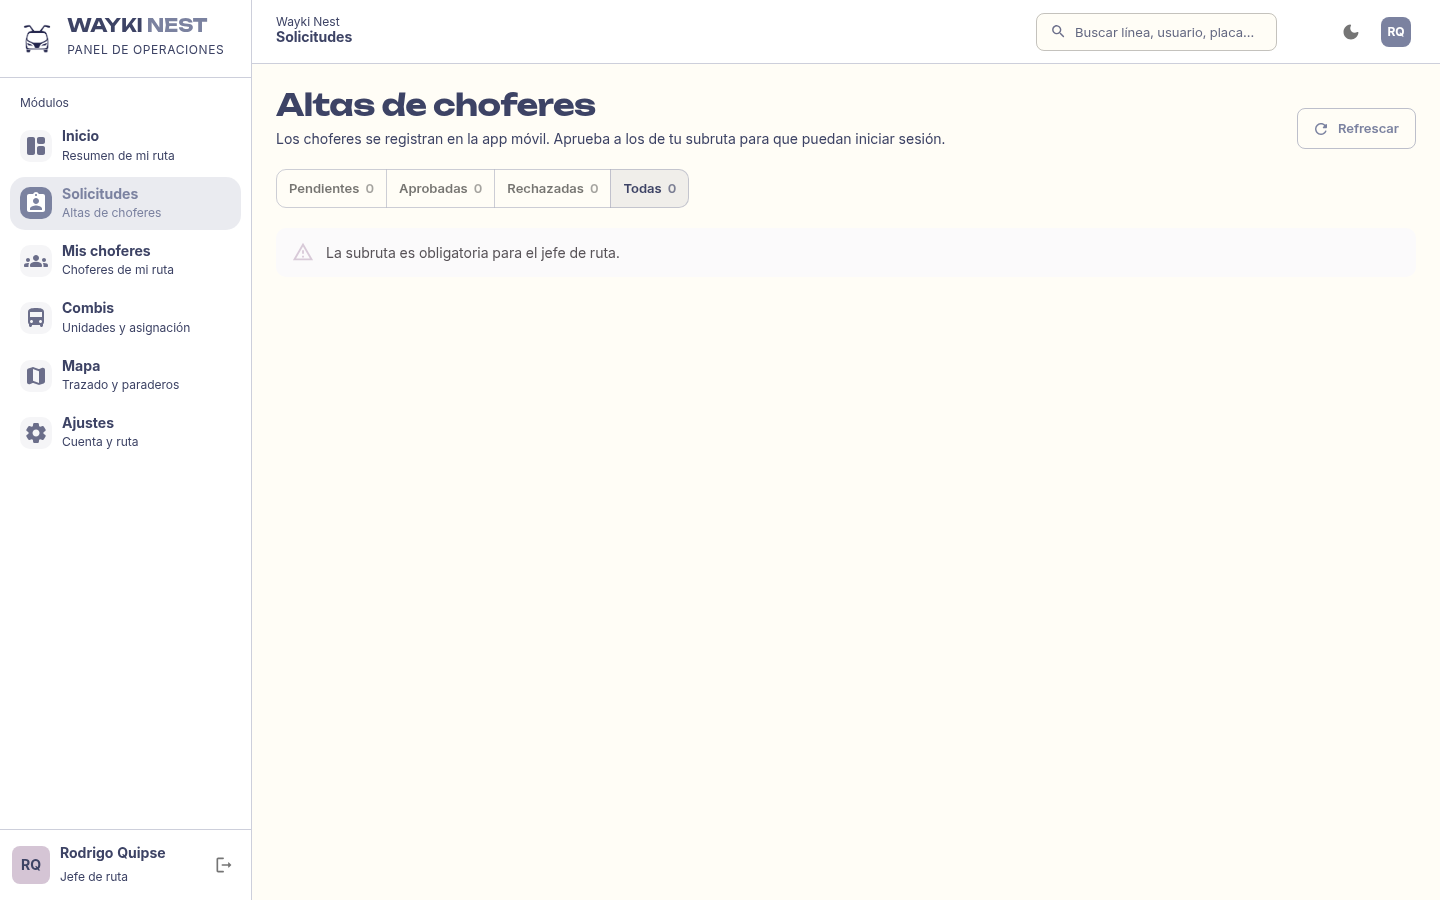 WAYKI NEST
PANEL DE OPERACIONES
Módulos
Inicio
Resumen de mi ruta
Solicitudes
Altas de choferes
Mis choferes
Choferes de mi ruta
Combis
Unidades y asignación
Mapa
Trazado y paraderos
Ajustes
Cuenta y ruta
RQ
Rodrigo Quipse
Jefe de ruta
Wayki Nest
Solicitudes
Buscar línea, usuario, placa...
RQ
Altas de choferes
Los choferes se registran en la app móvil. Aprueba a los de tu subruta para que puedan iniciar sesión.
Refrescar
Pendientes 0 Aprobadas 0 Rechazadas 0 Todas 0
La subruta es obligatoria para el jefe de ruta.